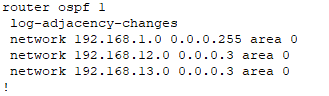 router ospf 1
log-adjacency-changes
network 192.168.1.0 0.0.0.255 area 0
network 192.168.12.0 0.0.0.3 area 0
network 192.168.13.0 0.0.0.3 area 0
!